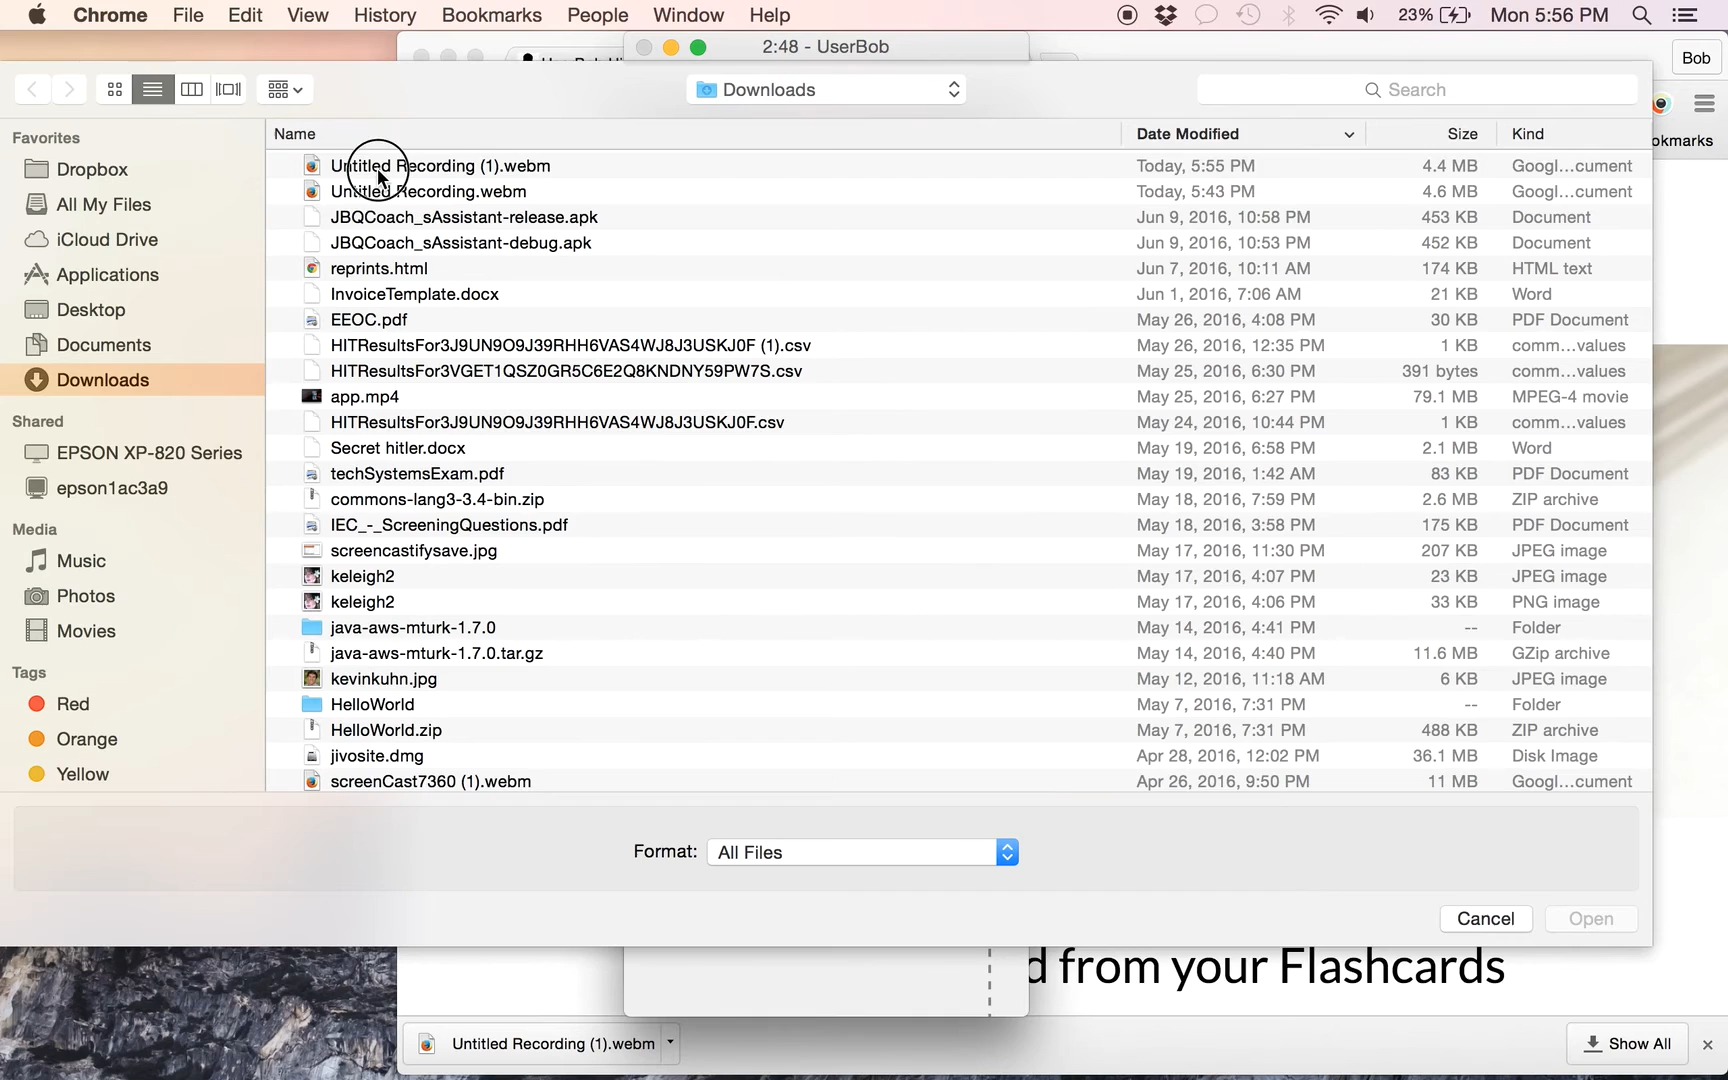 Chrome File Edit View History Bookmarks People Window Help 23% Mon 5:56 PM
2:48 - UserBob
Bob
Downloads
Search
okmarks
Favorites
Dropbox
All My Files
iCloud Drive
Applications
Desktop
Documents
Downloads
Shared
EPSON XP-820 Series
epson1ac3a9
Media
Music
Photos
Movies
Tags
Red
Orange
Yellow
Name Date Modified Size Kind
Untitled Recording (1).webm Today, 5:55 PM 4.4 MB Googl...cument
Untitled Recording.webm Today, 5:43 PM 4.6 MB Googl...cument
JBQCoach_sAssistant-release.apk Jun 9, 2016, 10:58 PM 453 KB Document
JBQCoach_sAssistant-debug.apk Jun 9, 2016, 10:53 PM 452 KB Document
reprints.html Jun 7, 2016, 10:11 AM 174 KB HTML text
InvoiceTemplate.docx Jun 1, 2016, 7:06 AM 21 KB Word
EEOC.pdf May 26, 2016, 4:08 PM 30 KB PDF Document
HITResultsFor3J9UN9O9J39RHH6VAS4WJ8J3USKJ0F (1).csv May 26, 2016, 12:35 PM 1 KB comm...values
HITResultsFor3VGET1QSZ0GR5C6E2Q8KNDNY59PW7S.csv May 25, 2016, 6:30 PM 391 bytes comm...values
app.mp4 May 25, 2016, 6:27 PM 79.1 MB MPEG-4 movie
HITResultsFor3J9UN9O9J39RHH6VAS4WJ8J3USKJ0F.csv May 24, 2016, 10:44 PM 1 KB comm...values
Secret hitler.docx May 19, 2016, 6:58 PM 2.1 MB Word
techSystemsExam.pdf May 19, 2016, 1:42 AM 83 KB PDF Document
commons-lang3-3.4-bin.zip May 18, 2016, 7:59 PM 2.6 MB ZIP archive
IEC_-_ScreeningQuestions.pdf May 18, 2016, 3:58 PM 175 KB PDF Document
screencastifysave.jpg May 17, 2016, 11:30 PM 207 KB JPEG image
keleigh2 May 17, 2016, 4:07 PM 23 KB JPEG image
keleigh2 May 17, 2016, 4:06 PM 33 KB PNG image
java-aws-mturk-1.7.0 May 14, 2016, 4:41 PM -- Folder
java-aws-mturk-1.7.0.tar.gz May 14, 2016, 4:40 PM 11.6 MB GZip archive
kevinkuhn.jpg May 12, 2016, 11:18 AM 6 KB JPEG image
HelloWorld May 7, 2016, 7:31 PM -- Folder
HelloWorld.zip May 7, 2016, 7:31 PM 488 KB ZIP archive
jivosite.dmg Apr 28, 2016, 12:02 PM 36.1 MB Disk Image
screenCast7360 (1).webm Apr 26, 2016, 9:50 PM 11 MB Googl...cument
Format: All Files
Cancel Open
d from your Flashcards
Untitled Recording (1).webm
Show All